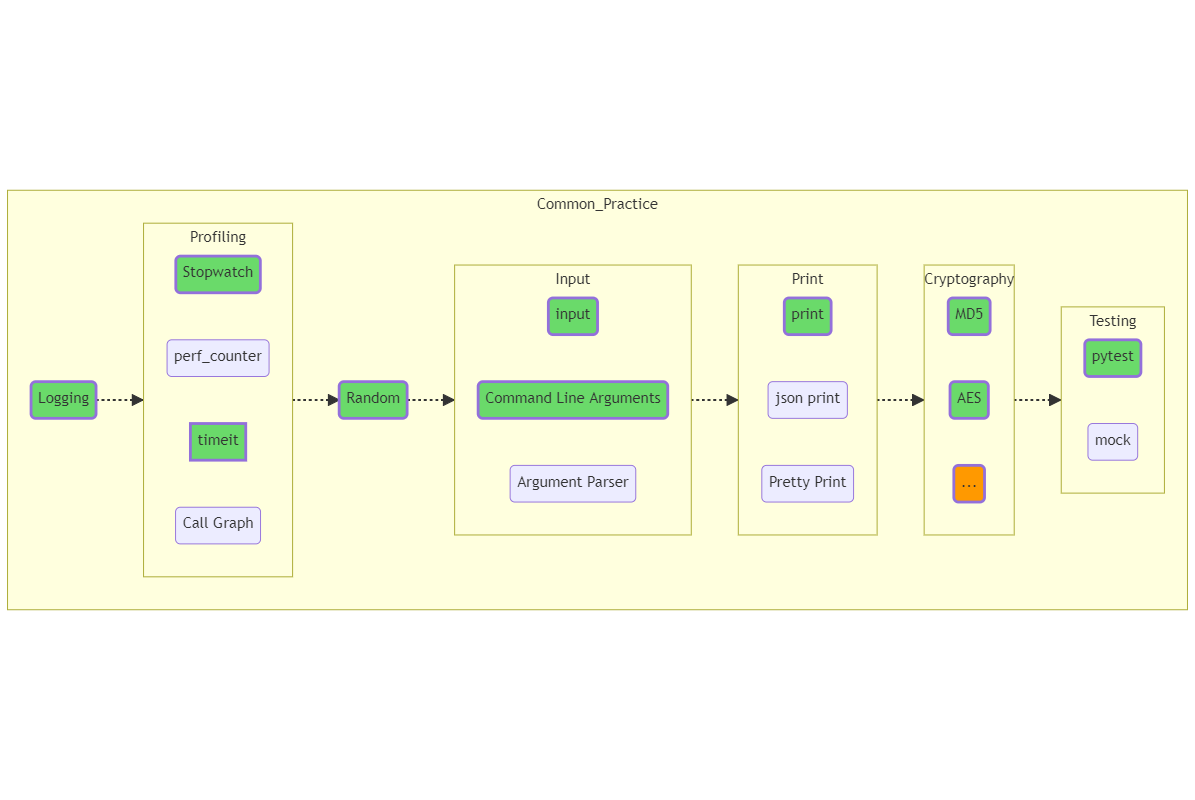 Common_Practice
Logging
Profiling
Stopwatch
perf_counter
timeit
Call Graph
Random
Input
input
Command Line Arguments
Argument Parser
Print
print
json print
Pretty Print
Cryptography
MD5
AES
...
Testing
pytest
mock